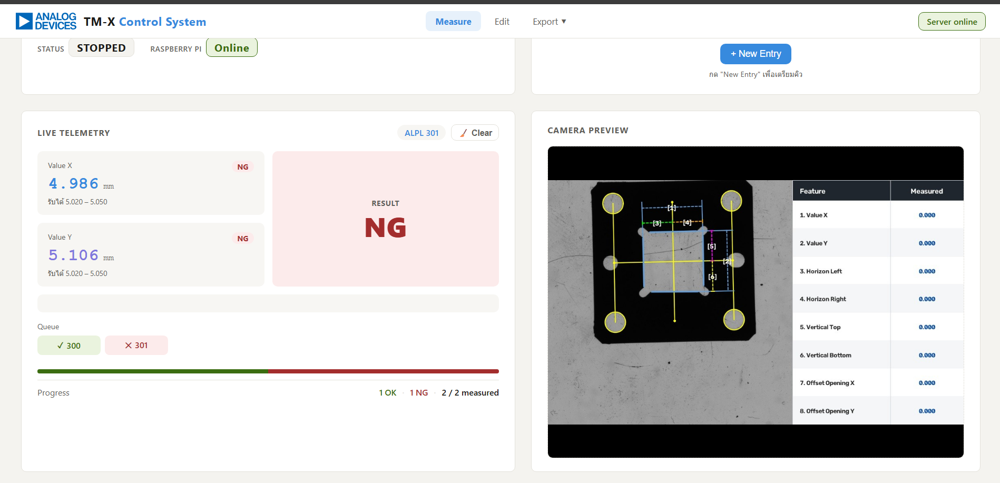 ANALOG
DEVICES
TM-X Control System
Measure
Edit
Export ▼
Server online
STATUS STOPPED
RASPBERRY PI Online
+ New Entry
กด "New Entry" เพื่อเตรียมคิว
LIVE TELEMETRY
ALPL 301
Clear
Value X
NG
4.986 mm
รับได้ 5.020 – 5.050
Value Y
NG
5.106 mm
รับได้ 5.020 – 5.050
RESULT
NG
Queue
✓ 300
✕ 301
Progress
1 OK · 1 NG · 2 / 2 measured
CAMERA PREVIEW
[1]
[3]
[4]
[5]
[2]
[6]
Feature Measured
1. Value X 0.000
2. Value Y 0.000
3. Horizon Left 0.000
4. Horizon Right 0.000
5. Vertical Top 0.000
6. Vertical Bottom 0.000
7. Offset Opening X 0.000
8. Offset Opening Y 0.000